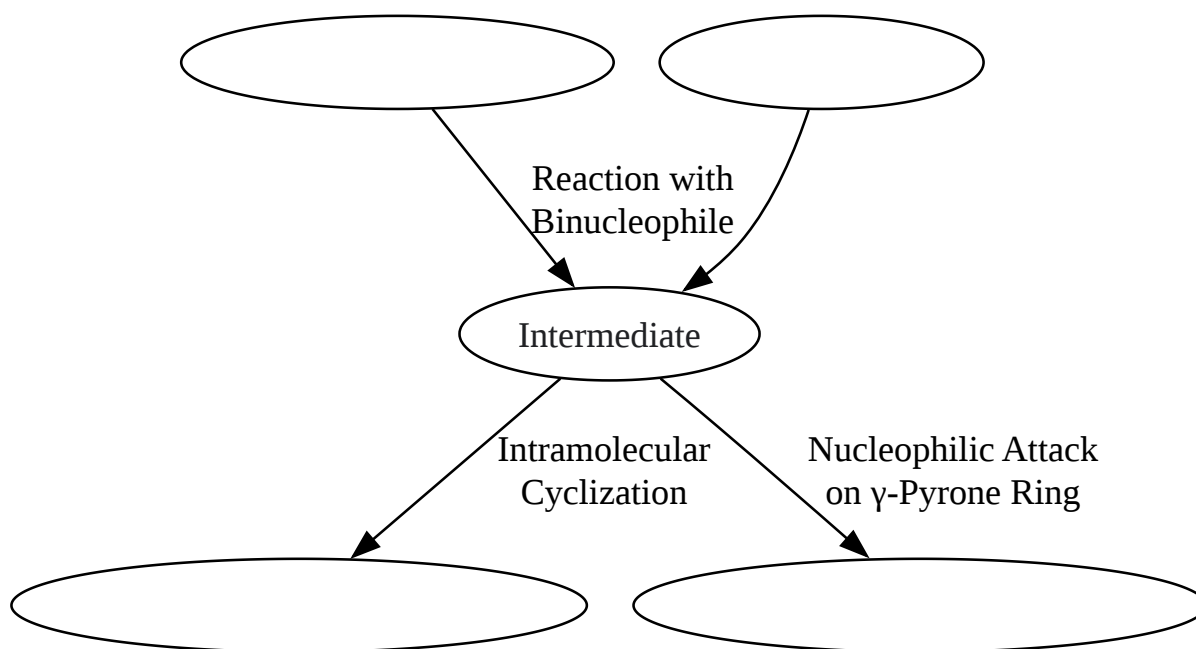 Reaction with
Binucleophile
Intermediate
Intramolecular
Cyclization
Nucleophilic Attack
on γ-Pyrone Ring